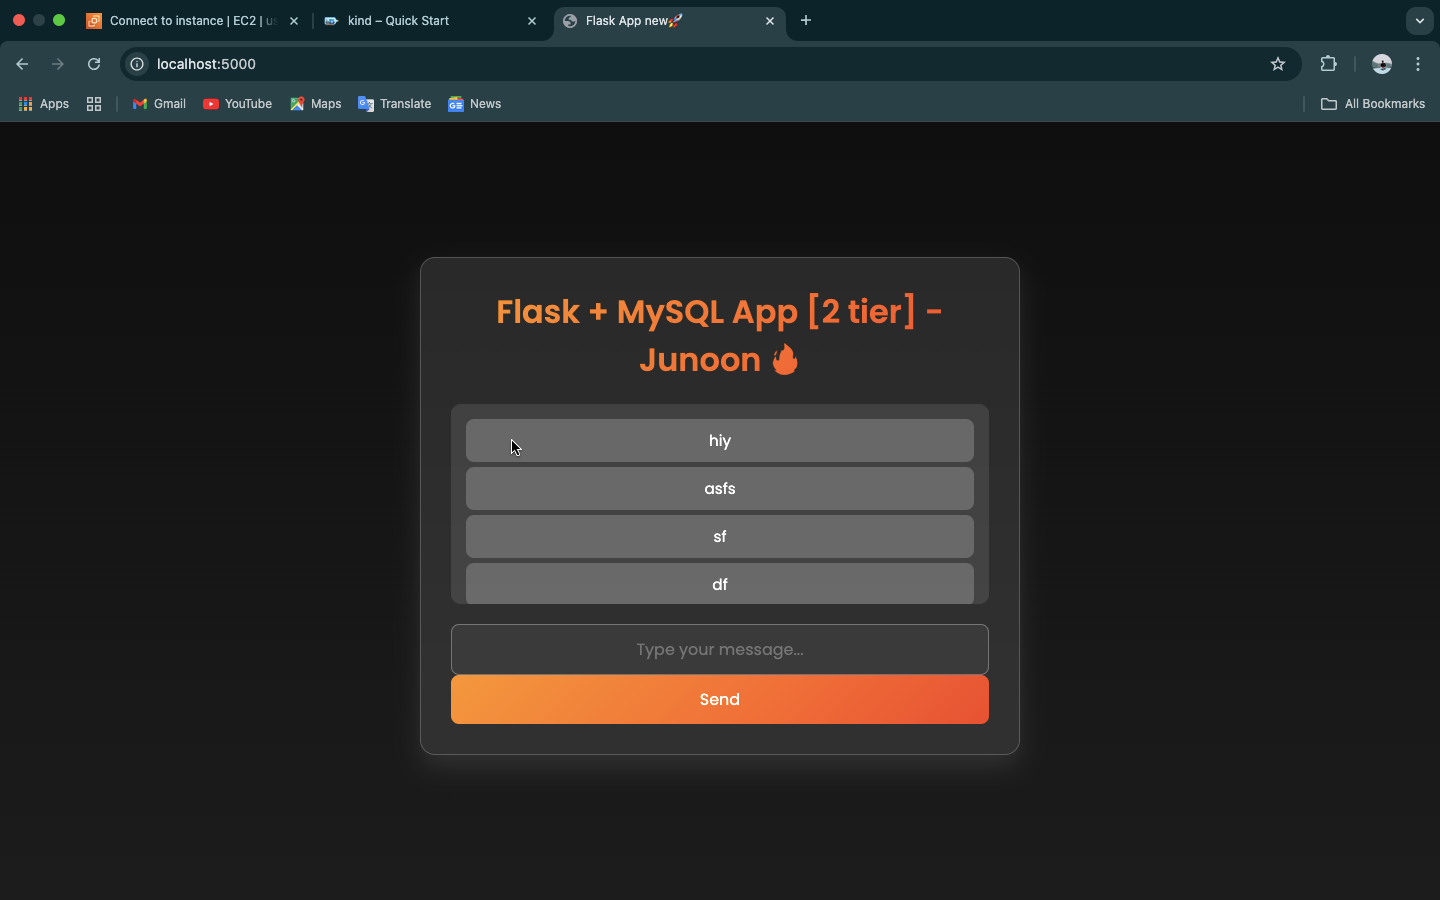 Connect to instance | EC2 | us
kind – Quick Start
Flask App new🚀
localhost:5000
Apps
Gmail
YouTube
Maps
Translate
News
All Bookmarks
Flask + MySQL App [2 tier] -
Junoon 🔥
hiy
asfs
sf
df
Type your message...
Send